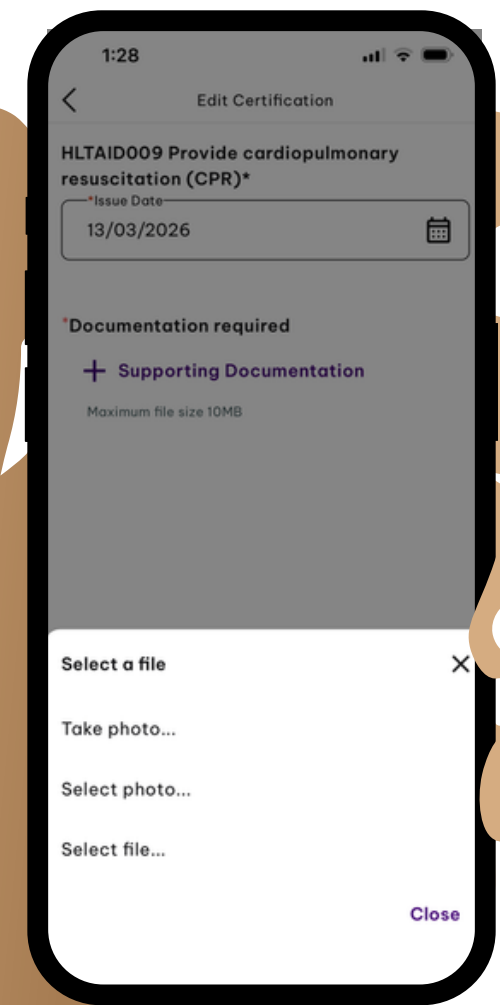 1:28
Edit Certification
HLTAID009 Provide cardiopulmonary
resuscitation (CPR)*
*Issue Date
13/03/2026
*Documentation required
+ Supporting Documentation
Maximum file size 10MB
Select a file
Take photo...
Select photo...
Select file...
Close